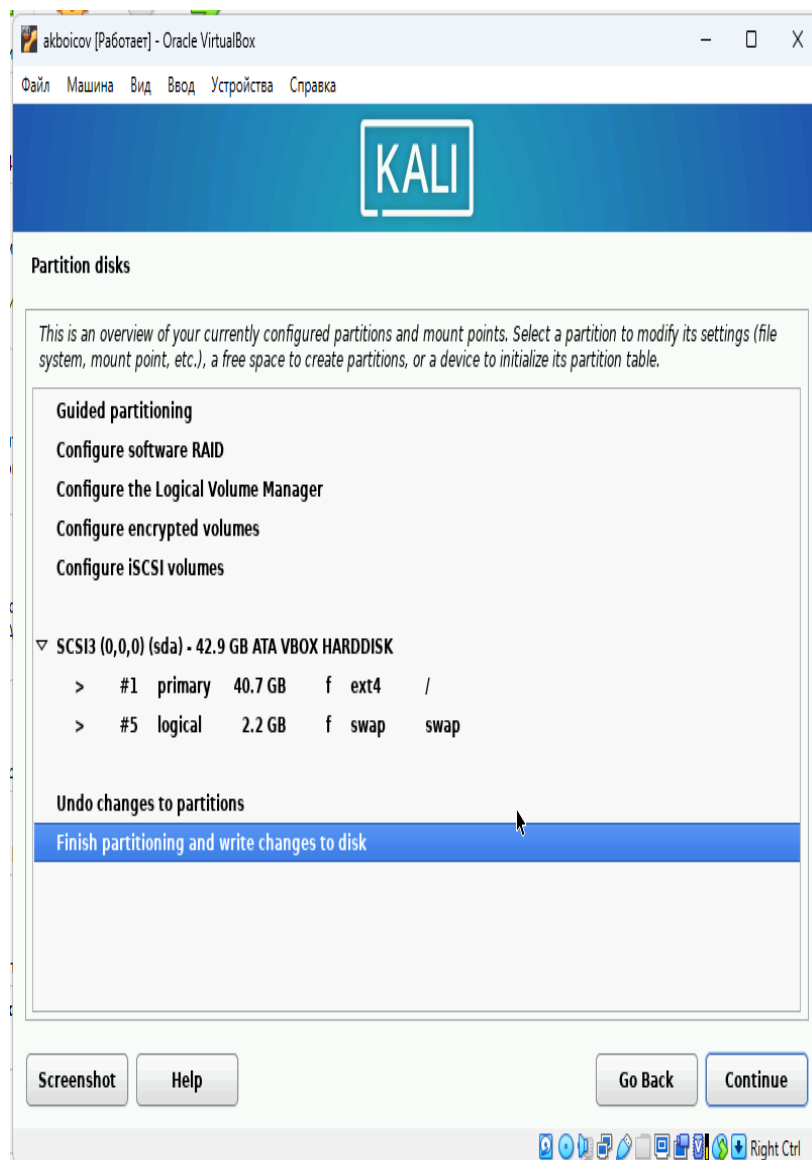 akboicov [Работает] - Oracle VirtualBox
Файл Машина Вид Ввод Устройства Справка
KALI
Partition disks
This is an overview of your currently configured partitions and mount points. Select a partition to modify its settings (file
system, mount point, etc.), a free space to create partitions, or a device to initialize its partition table.
Guided partitioning
Configure software RAID
Configure the Logical Volume Manager
Configure encrypted volumes
Configure iSCSI volumes
SCSI3 (0,0,0) (sda) - 42.9 GB ATA VBOX HARDDISK
> #1 primary 40.7 GB f ext4 /
> #5 logical 2.2 GB f swap swap
Undo changes to partitions
Finish partitioning and write changes to disk
Screenshot Help Go Back Continue
Right Ctrl